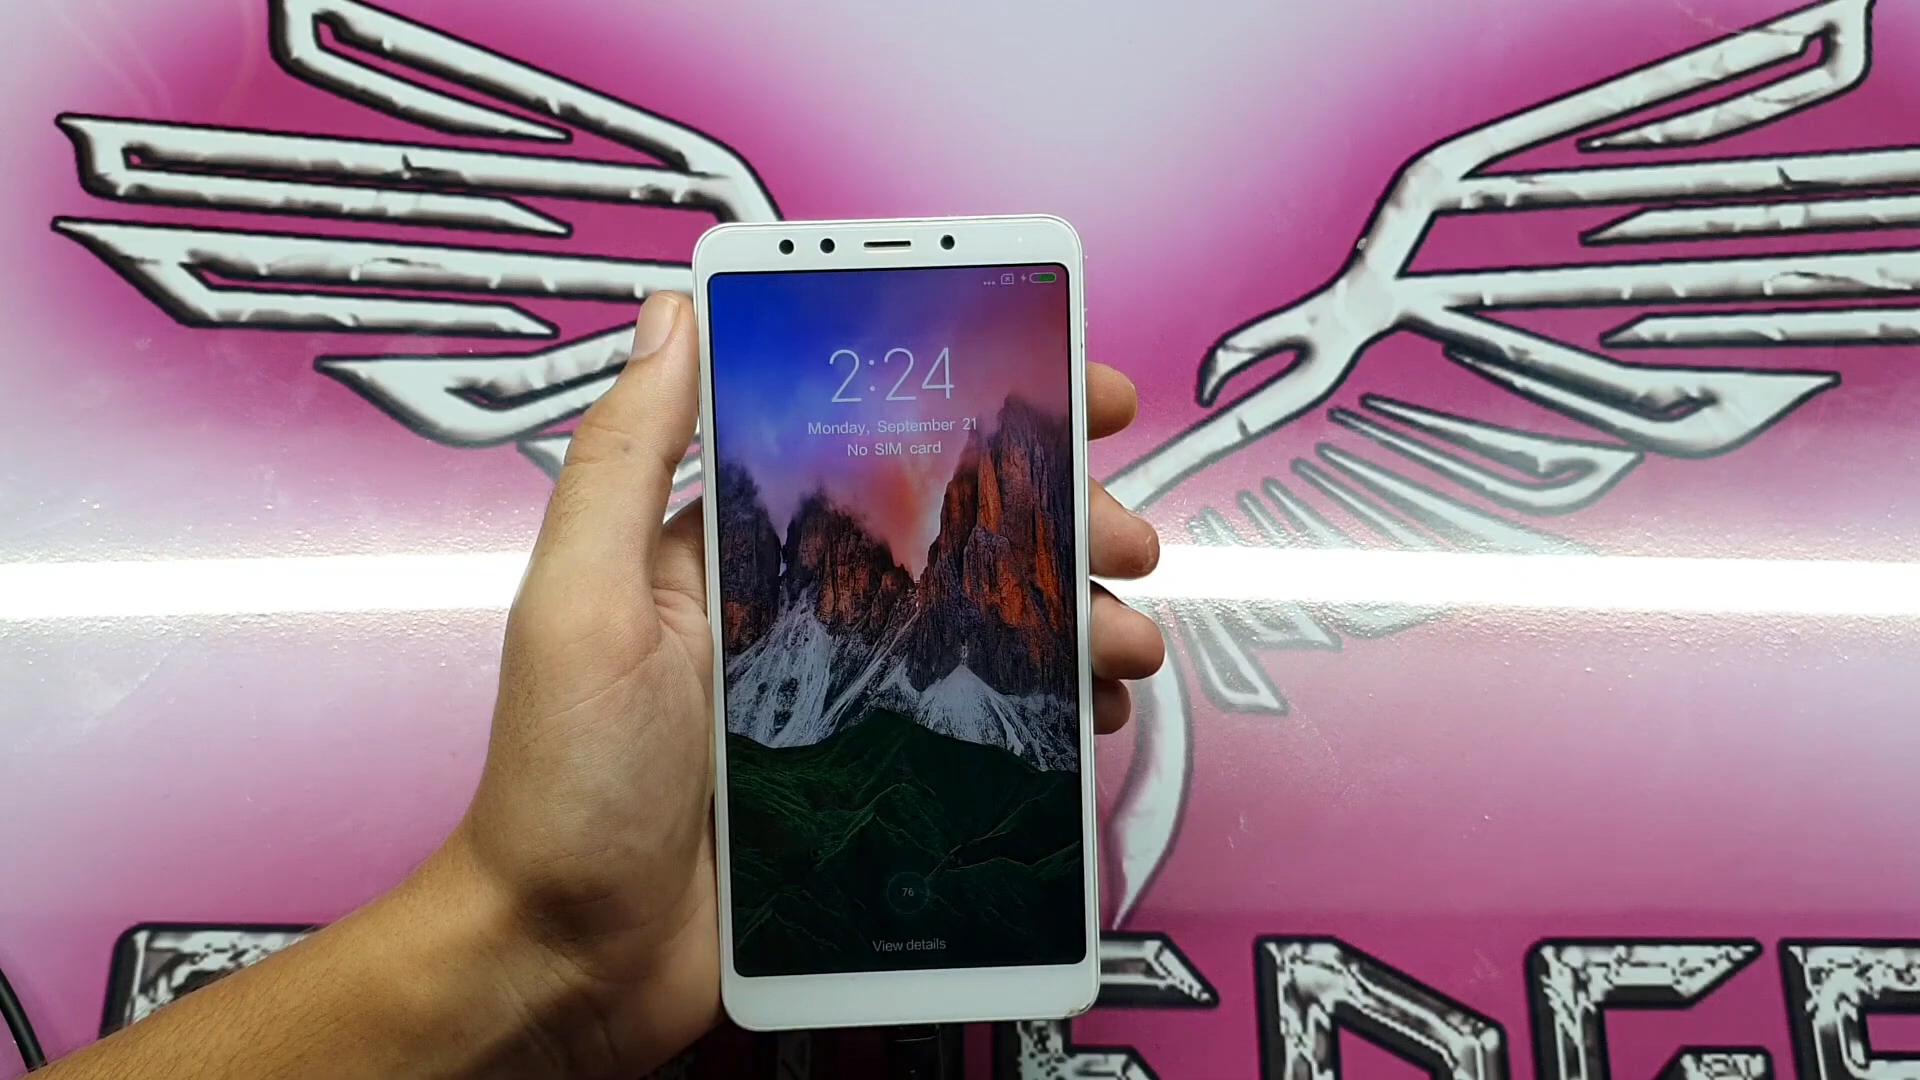 2:24
Monday, September 21
No SIM card
76
View details